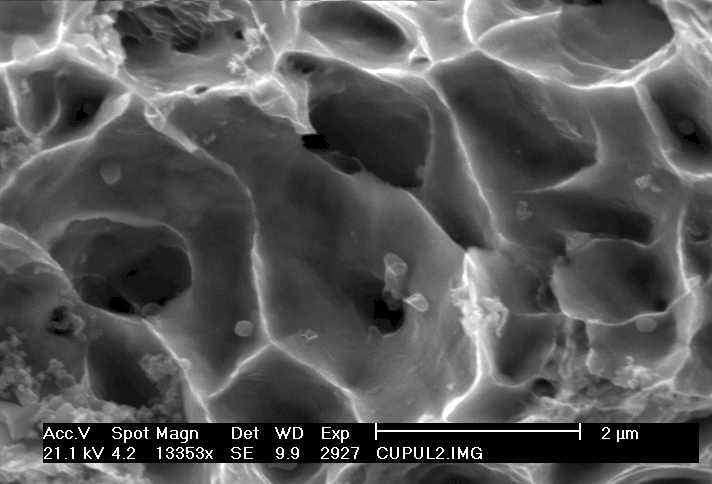 Acc.V Spot Magn Det WD Exp 2 µm
21.1 kV 4.2 13353x SE 9.9 2927 CUPUL2.IMG